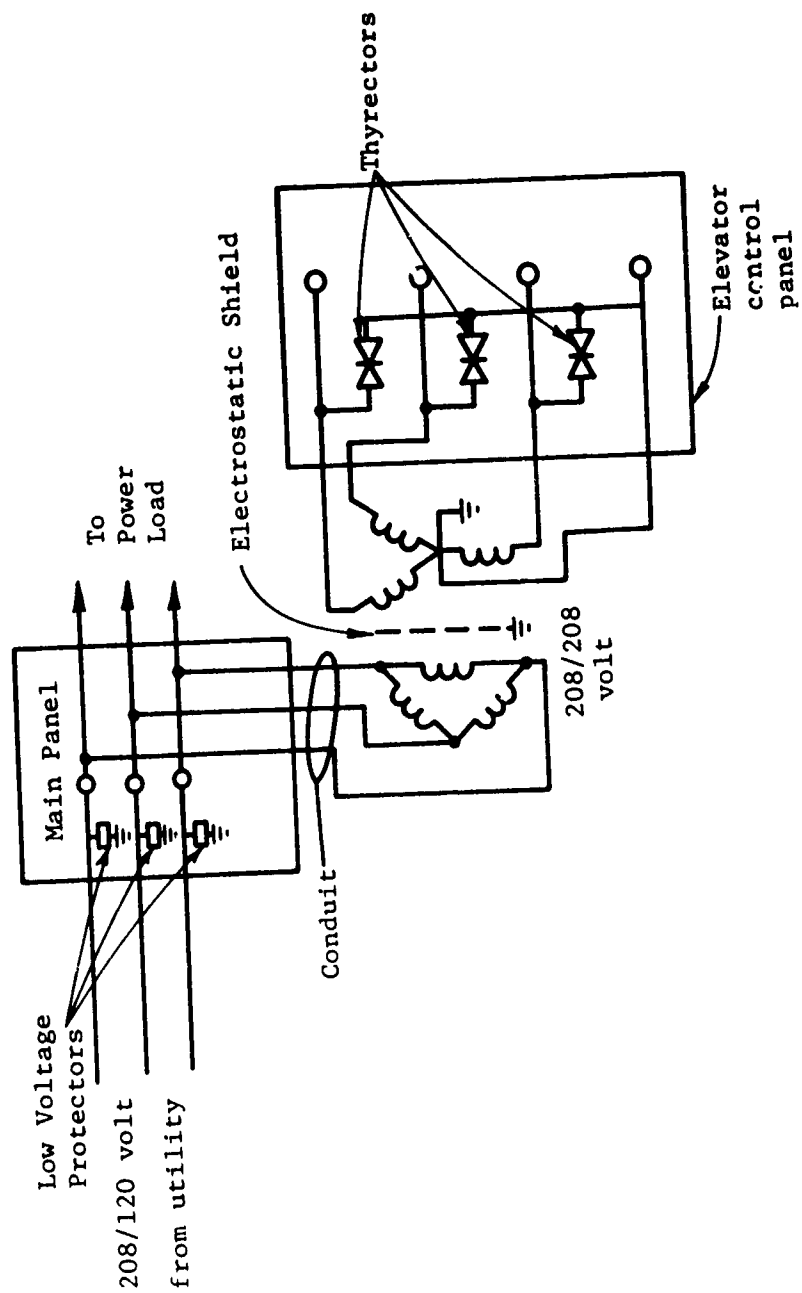 Low Voltage
Protectors
208/120 volt
from utility
Main Panel
To
Power
Load
Conduit
Electrostatic Shield
208/208
volt
Thyrectors
Elevator
control
panel